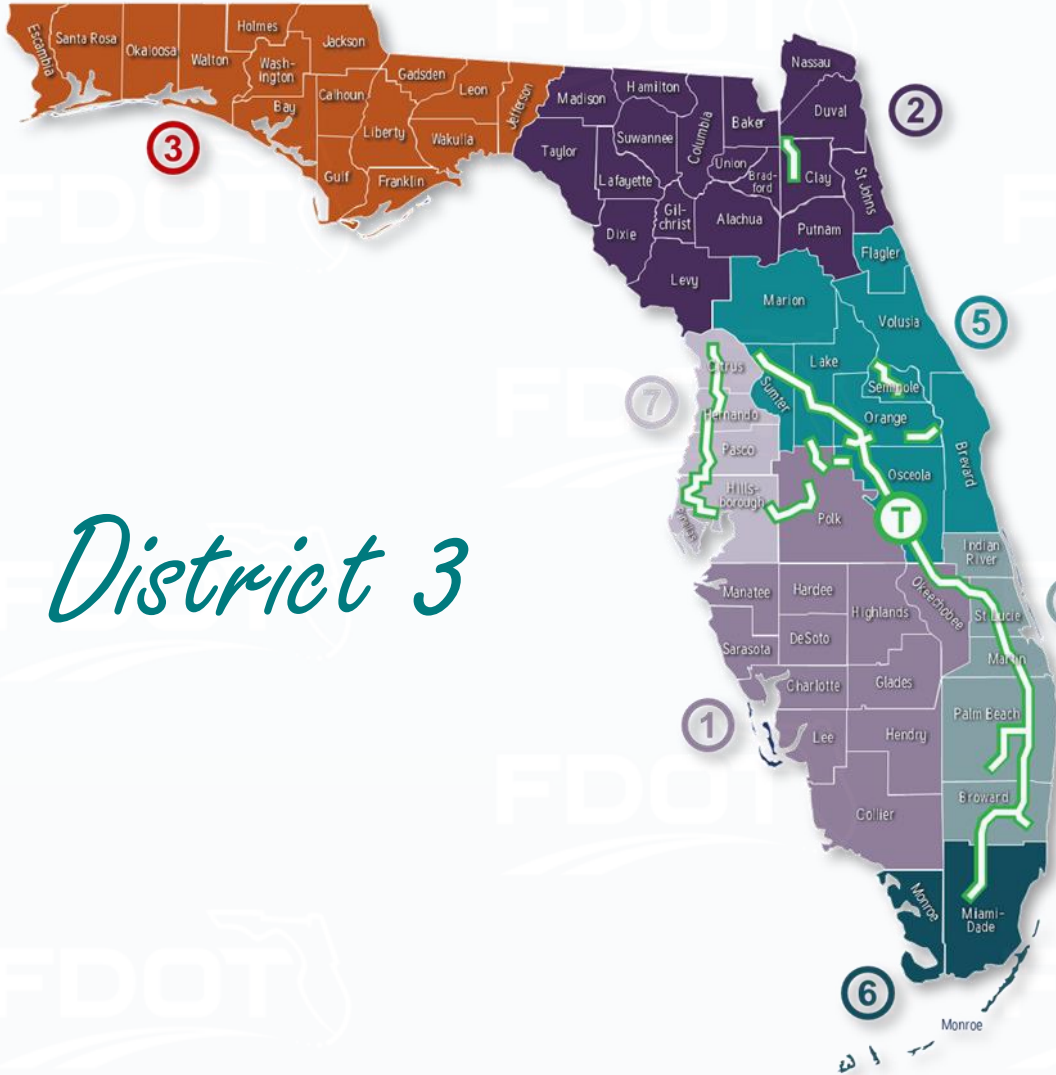 Escambia
Santa Rosa
Okaloosa
Walton
Holmes
Wash-
ington
Jackson
Bay
Calhoun
Gulf
Gadsden
Liberty
Franklin
Leon
Wakulla
Jefferson
3
Madison
Taylor
Hamilton
Suwannee
Lafayette
Dixie
Columbia
Gil-
christ
Levy
Baker
Union
Brad-
ford
Alachua
Nassau
Duval
Clay
St Johns
Putnam
2
Flagler
Marion
Volusia
5
Citrus
Sumter
Lake
Seminole
Hernando
Orange
7
Pasco
Osceola
Brevard
Hills-
borough
Pinellas
Polk
T
District 3
Indian
River
Manatee
Hardee
Highlands
Okeechobee
St Lucie
Sarasota
DeSoto
Martin
Charlotte
Glades
1
Lee
Hendry
Palm Beach
Broward
Collier
Monroe
Miami-
Dade
6
Monroe
FDOT
FDOT
FDOT
FDOT